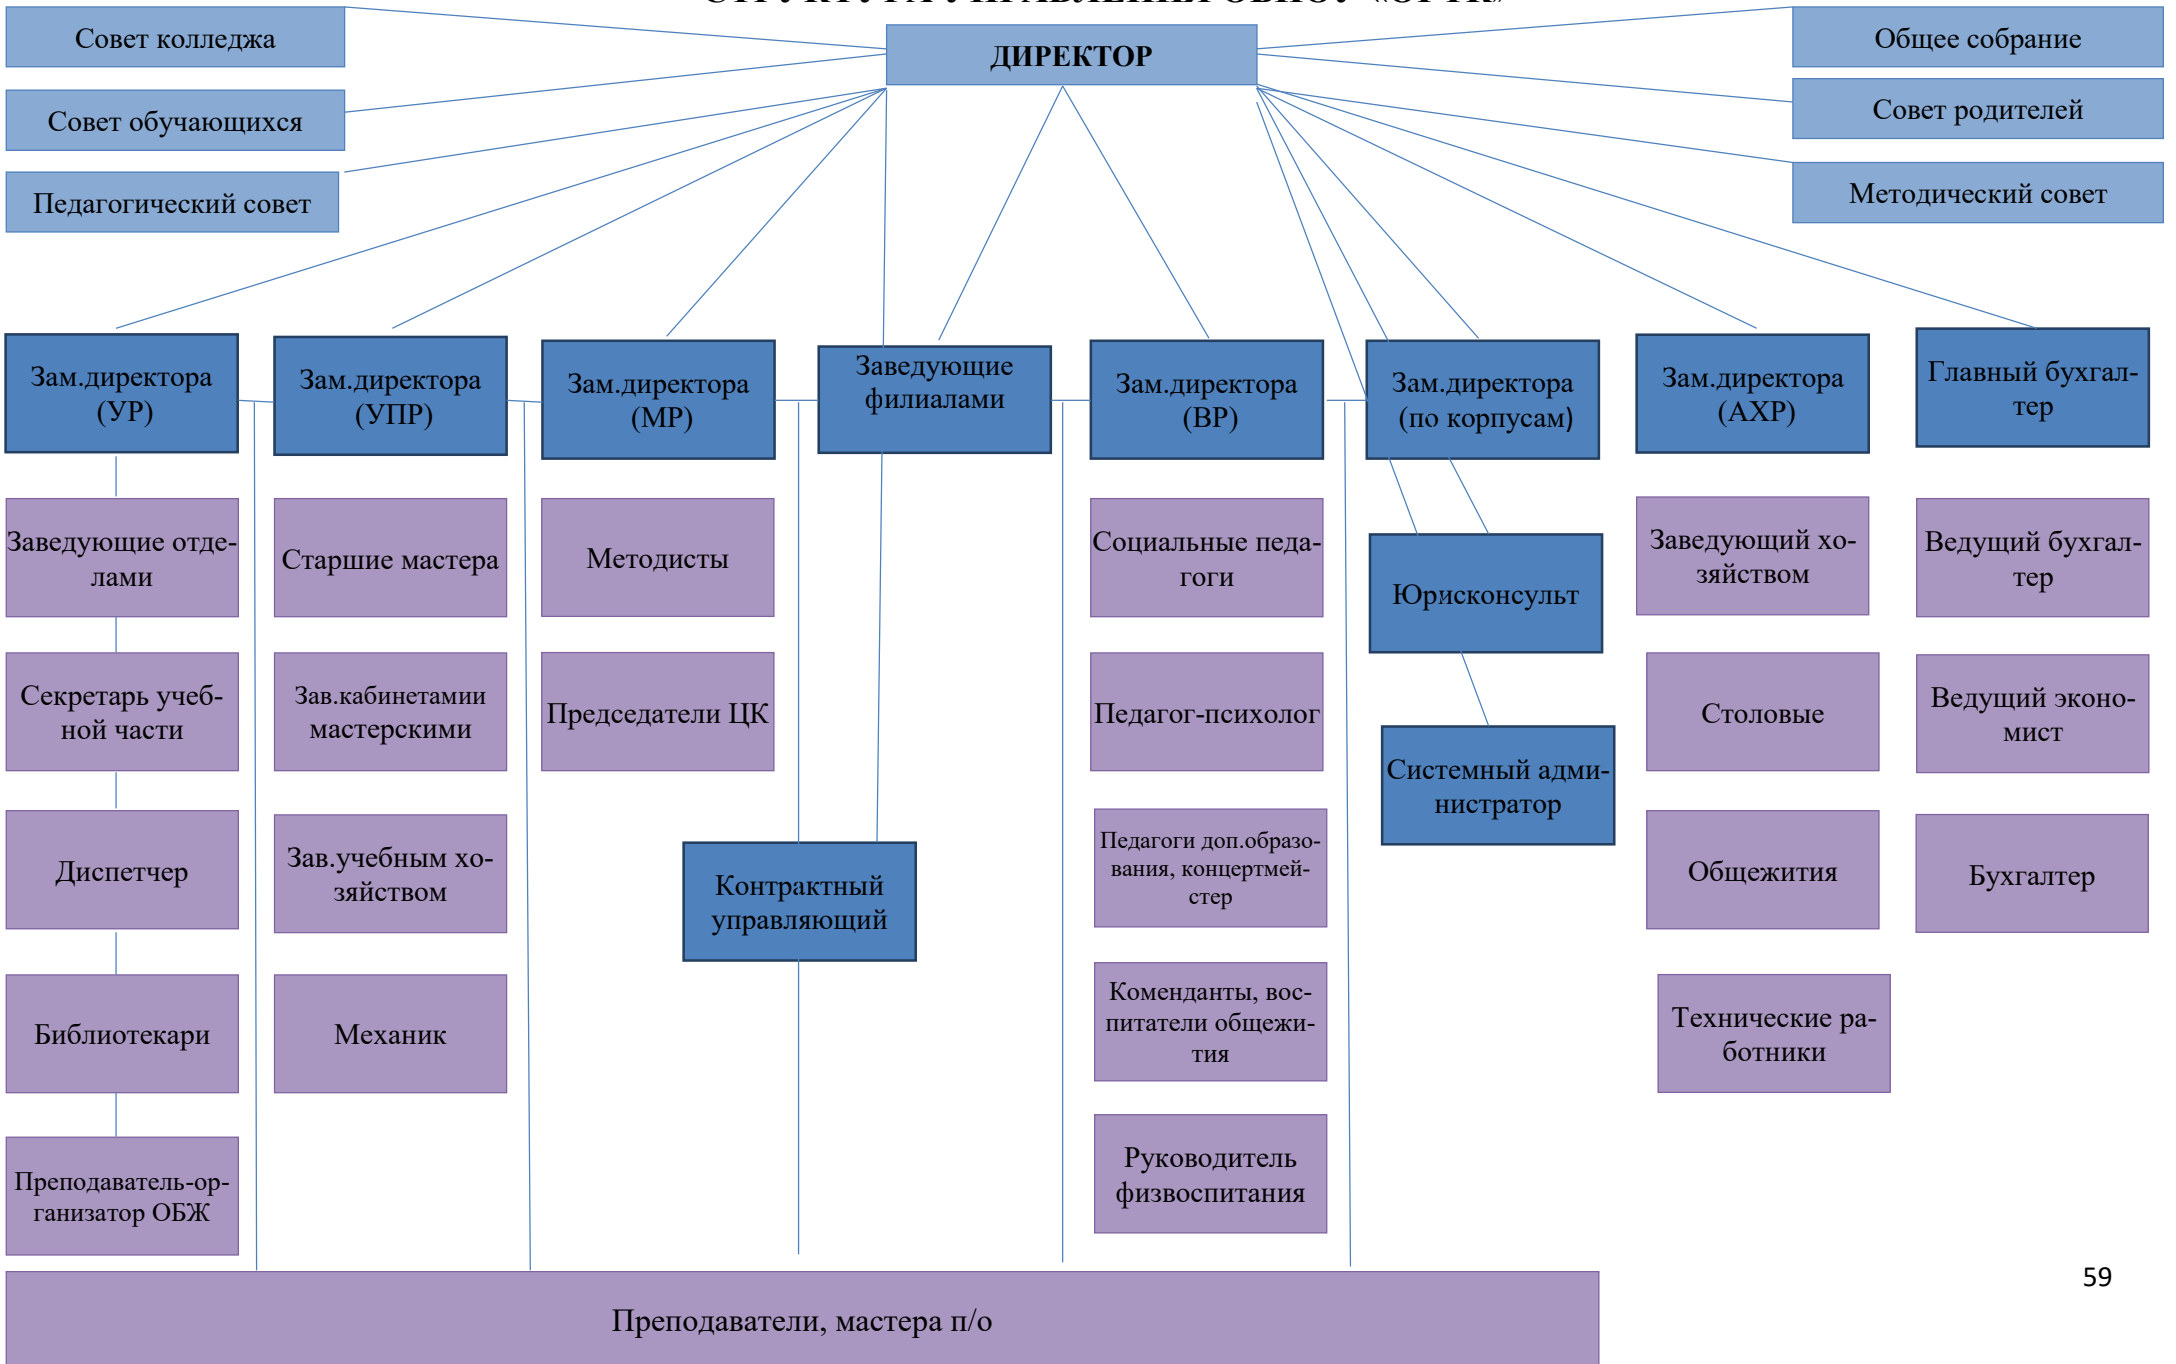 ДИРЕКТОР
Совет колледжа
Совет обучающихся
Педагогический совет
Общее собрание
Совет родителей
Методический совет
Зам.директора
(УР)
Зам.директора
(УПР)
Зам.директора
(МР)
Заведующие
филиалами
Зам.директора
(ВР)
Зам.директора
(по корпусам)
Зам.директора
(АХР)
Главный бухгал-
тер
Заведующие отде-
лами
Секретарь учеб-
ной части
Диспетчер
Библиотекари
Преподаватель-ор-
ганизатор ОБЖ
Старшие мастера
Зав.кабинетамии
мастерскими
Зав.учебным хо-
зяйством
Механик
Методисты
Председатели ЦК
Контрактный
управляющий
Социальные педа-
гоги
Педагог-психолог
Педагоги доп.образо-
вания, концертмей-
стер
Коменданты, вос-
питатели общежи-
тия
Руководитель
физвоспитания
Юрисконсульт
Системный адми-
нистратор
Заведующий хо-
зяйством
Столовые
Общежития
Технические ра-
ботники
Ведущий бухгал-
тер
Ведущий эконо-
мист
Бухгалтер
Преподаватели, мастера п/о
59